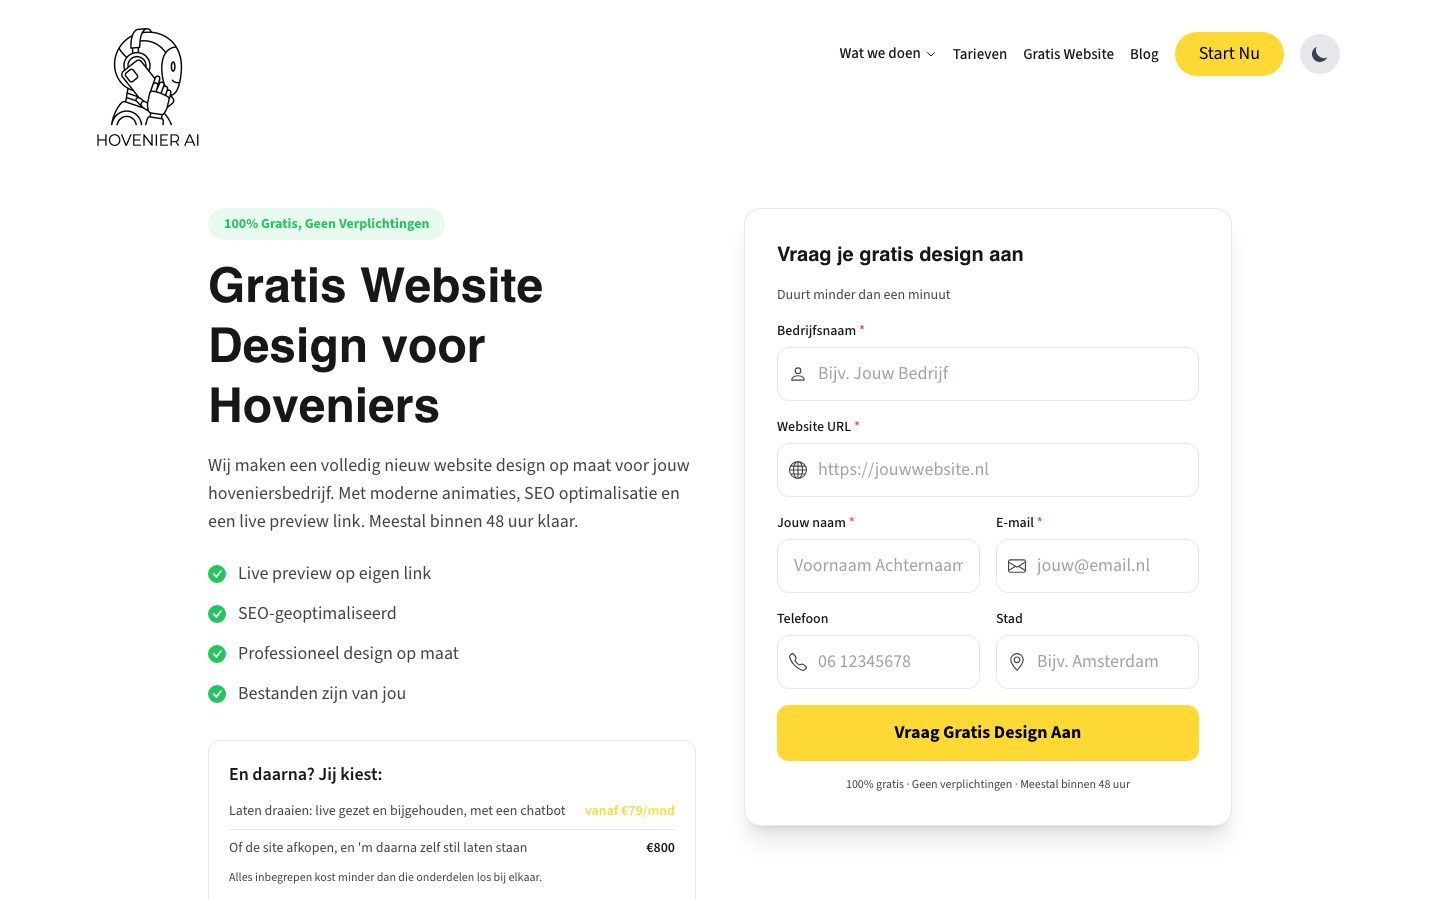 HOVENIER AI
Wat we doen
Tarieven
Gratis Website
Blog
Start Nu
100% Gratis, Geen Verplichtingen
Gratis Website
Design voor
Hoveniers
Wij maken een volledig nieuw website design op maat voor jouw
hoveniersbedrijf. Met moderne animaties, SEO optimalisatie en
een live preview link. Meestal binnen 48 uur klaar.
Live preview op eigen link
SEO-geoptimaliseerd
Professioneel design op maat
Bestanden zijn van jou
En daarna? Jij kiest:
Laten draaien: live gezet en bijgehouden, met een chatbot vanaf €79/mnd
Of de site afkopen, en 'm daarna zelf stil laten staan €800
Alles inbegrepen kost minder dan die onderdelen los bij elkaar.
Vraag je gratis design aan
Duurt minder dan een minuut
Bedrijfsnaam *
Bijv. Jouw Bedrijf
Website URL *
https://jouwwebsite.nl
Jouw naam *
Voornaam Achternaam
E-mail *
jouw@email.nl
Telefoon
06 12345678
Stad
Bijv. Amsterdam
Vraag Gratis Design Aan
100% gratis · Geen verplichtingen · Meestal binnen 48 uur